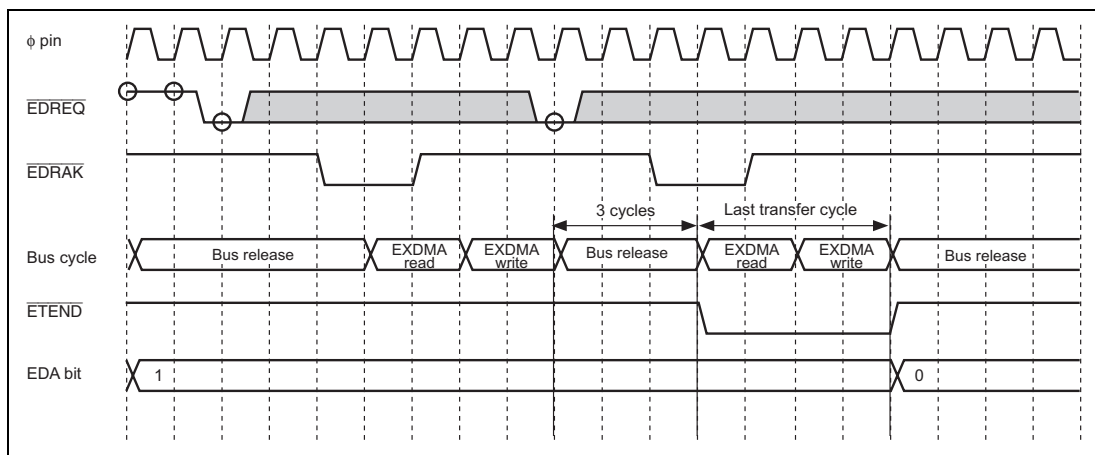 ϕ pin
EDREQ
EDRAK
3 cycles
Last transfer cycle
Bus cycle
Bus release
EXDMA
read
EXDMA
write
Bus release
EXDMA
read
EXDMA
write
Bus release
ETEND
EDA bit
1
0